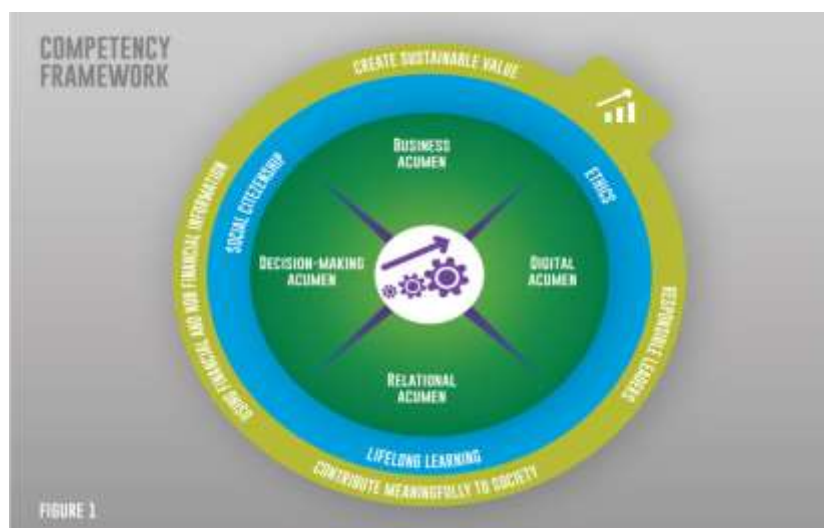 COMPETENCY
FRAMEWORK
CREATE SUSTAINABLE VALUE
BUSINESS
ACUMEN
SOCIAL CITEZENSHIP
ETHICS
USING FINANCIAL AND NON FINANCIAL INFORMATION
DECISION-MAKING
ACUMEN
DIGITAL
ACUMEN
RESPONSIBLE LEADERS
RELATIONAL
ACUMEN
LIFELONG LEARNING
CONTRIBUTE MEANINGFULLY TO SOCIETY
FIGURE 1